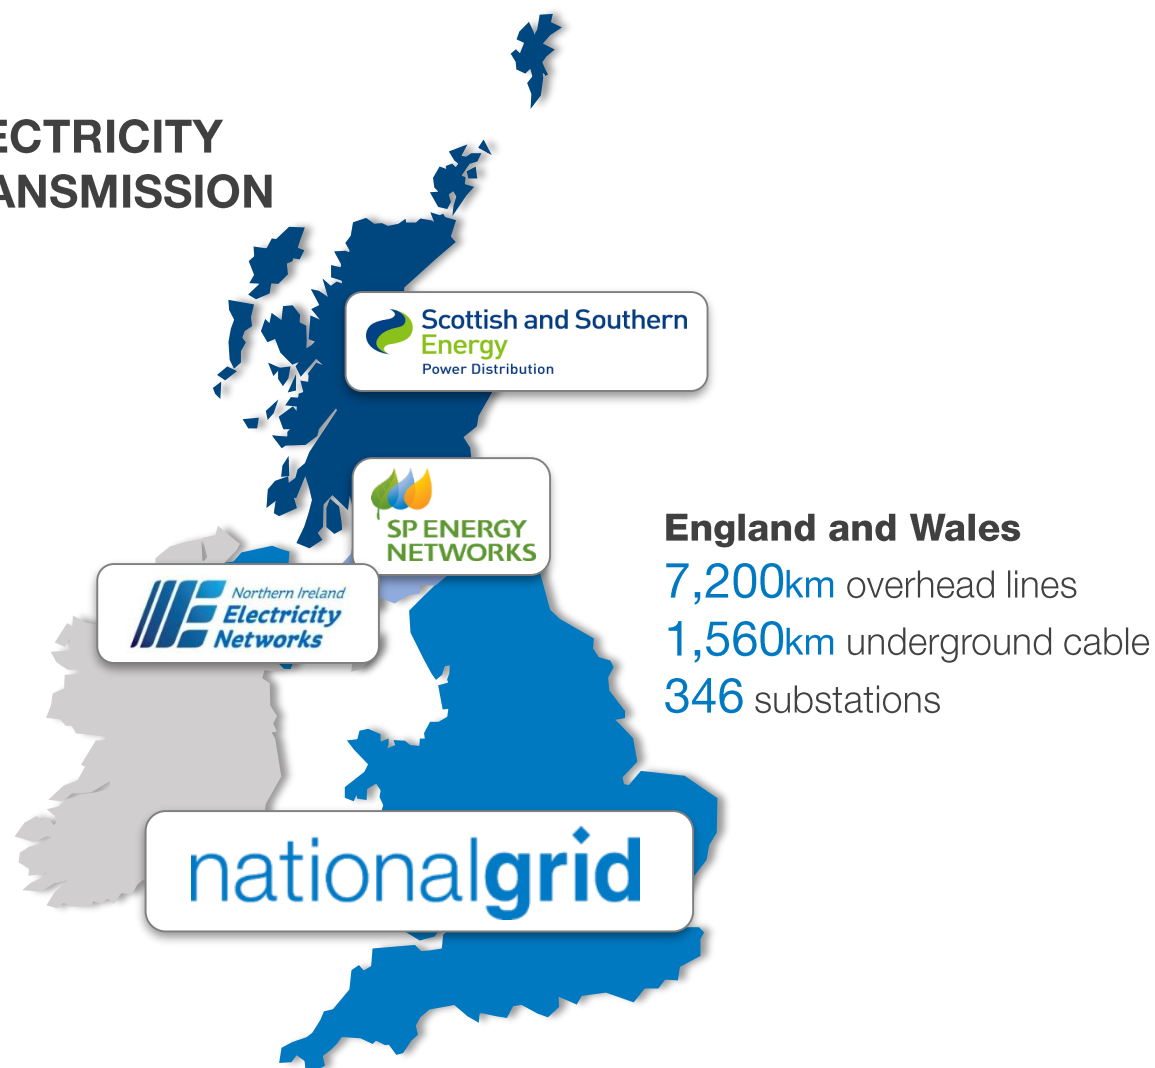 ECTRICITY
ANSMISSION
Scottish and Southern
Energy
Power Distribution
SP ENERGY
NETWORKS
Northern Ireland
Electricity
Networks
England and Wales
7,200km overhead lines
1,560km underground cable
346 substations
nationalgrid